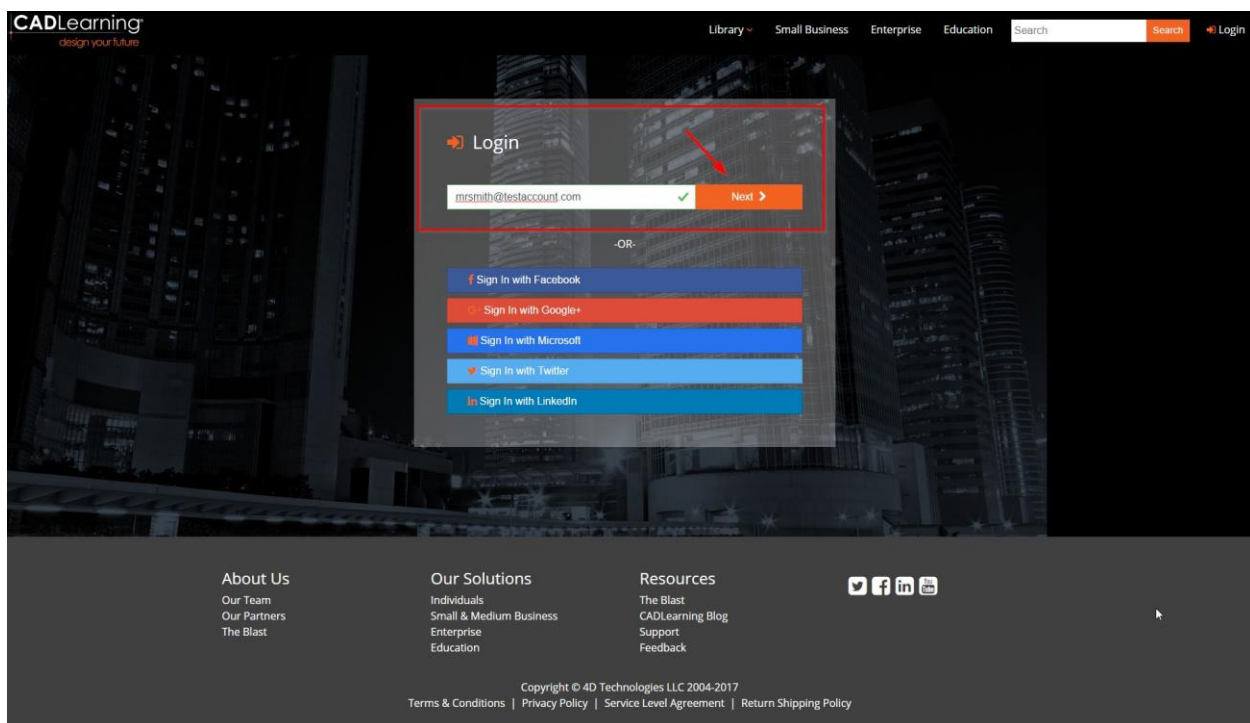 CADLearning®
design your future
Library Small Business Enterprise Education Search Search Login
Login
mrsmith@testaccount.com Next
-OR-
Sign In with Facebook
G+ Sign In with Google+
Sign In with Microsoft
Sign In with Twitter
in Sign In with LinkedIn
About Us
Our Team
Our Partners
The Blast
Our Solutions
Individuals
Small & Medium Business
Enterprise
Education
Resources
The Blast
CADLearning Blog
Support
Feedback
f in You Tube
Copyright © 4D Technologies LLC 2004-2017
Terms & Conditions | Privacy Policy | Service Level Agreement | Return Shipping Policy